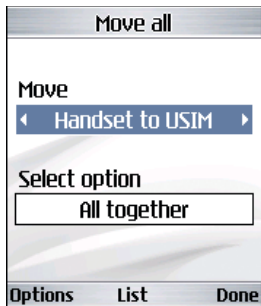 Move all
Move
Handset to USIM
Select option
All together
Options List Done